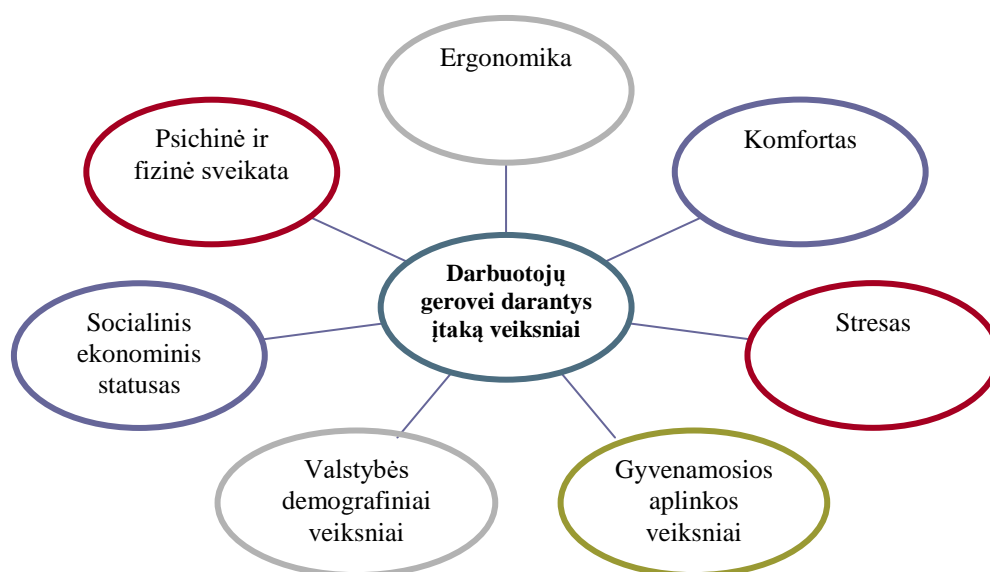 Ergonomika
Psichinė ir
fizinė sveikata
Komfortas
Darbuotojų
gerovei darantys
įtaką veiksniai
Socialinis
ekonominis
statusas
Stresas
Valstybės
demografiniai
veiksniai
Gyvenamosios
aplinkos
veiksniai